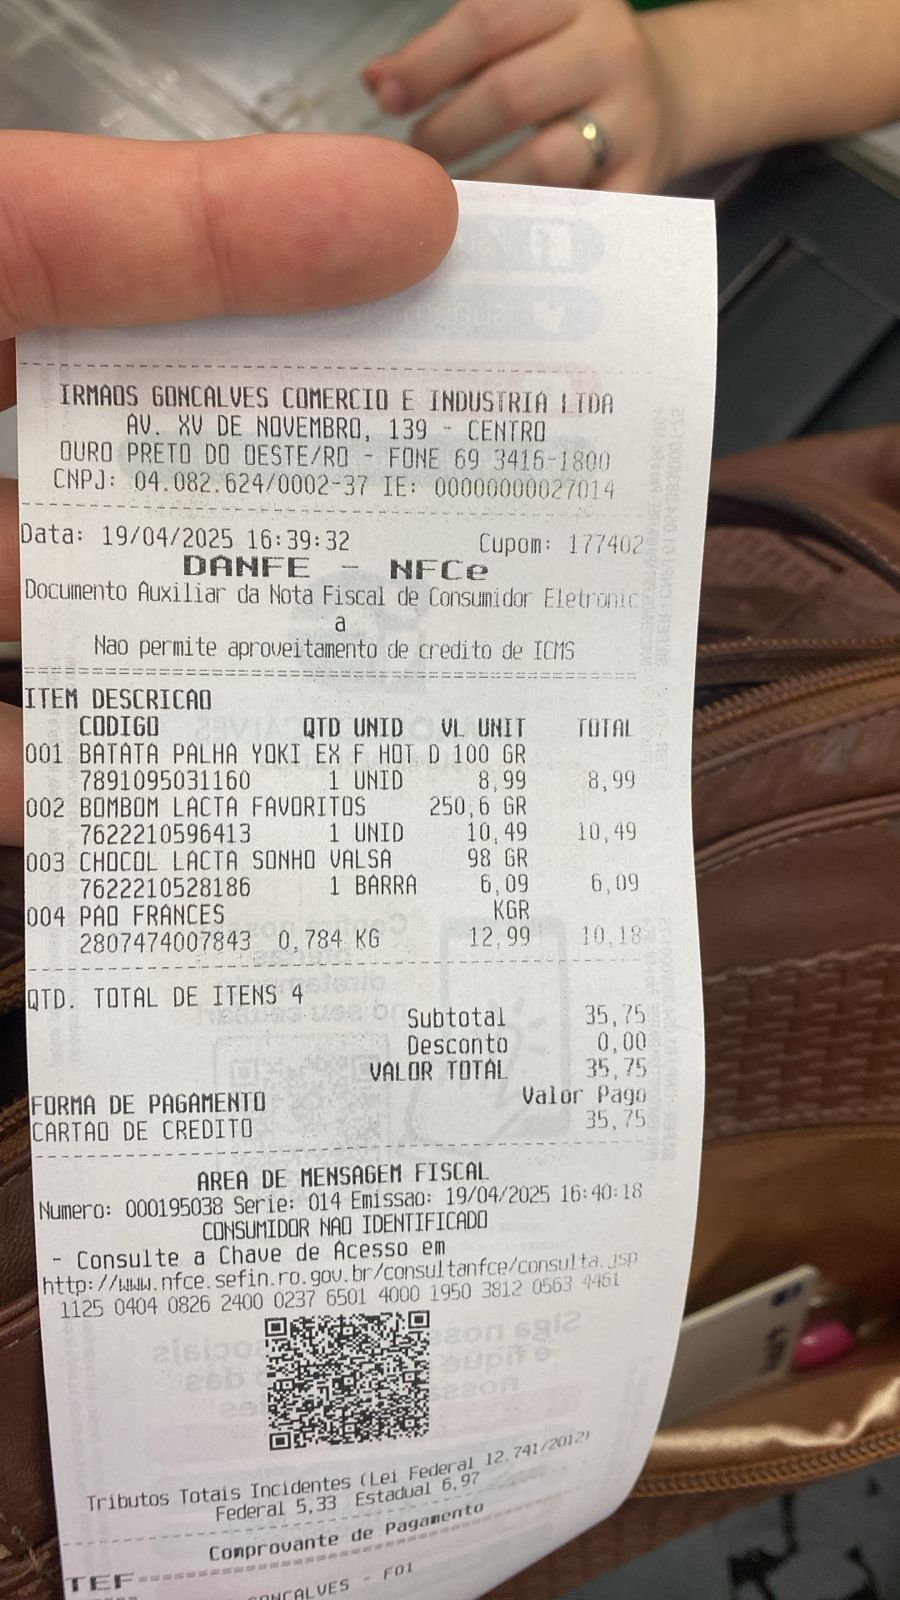 IRMAOS GONCALVES COMERCIO E INDUSTRIA LTDA
AV. XV DE NOVEMBRO, 139 - CENTRO
OURO PRETO DO OESTE/RO - FONE 69 3416-1800
CNPJ: 04.082.624/0002-37 IE: 00000000027014
Data: 19/04/2025 16:39:32 Cupom: 177402
DANFE - NFCe
Documento Auxiliar da Nota Fiscal de Consumidor Eletronic
a
Nao permite aproveitamento de credito de ICMS
ITEM DESCRICAO
CODIGO QTD UNID VL UNIT TOTAL
001 BATATA PALHA YOKI EX F HOT D 100 GR
7891095031160 1 UNID 8,99 8,99
002 BOMBOM LACTA FAVORITOS 250,6 GR
7622210596413 1 UNID 10,49 10,49
003 CHOCOL LACTA SONHO VALSA 98 GR
7622210528186 1 BARRA 6,09 6,09
004 PAO FRANCES KGR
2807474007843 0,784 KG 12,99 10,18
QTD. TOTAL DE ITENS 4
Subtotal 35,75
Desconto 0,00
VALOR TOTAL 35,75
FORMA DE PAGAMENTO Valor Pago
CARTAO DE CREDITO 35,75
AREA DE MENSAGEM FISCAL
Numero: 000195038 Serie: 014 Emissao: 19/04/2025 16:40:18
CONSUMIDOR NAO IDENTIFICADO
- Consulte a Chave de Acesso em
http://www.nfce.sefin.ro.gov.br/consultanfce/consulta.jsp
1125 0404 0826 2400 0237 6501 4000 1950 3812 0563 4461
Tributos Totais Incidentes (Lei Federal 12.741/2012)
Federal 5,33 Estadual 6,97
Comprovante de Pagamento
TEF
GONCALVES - F01